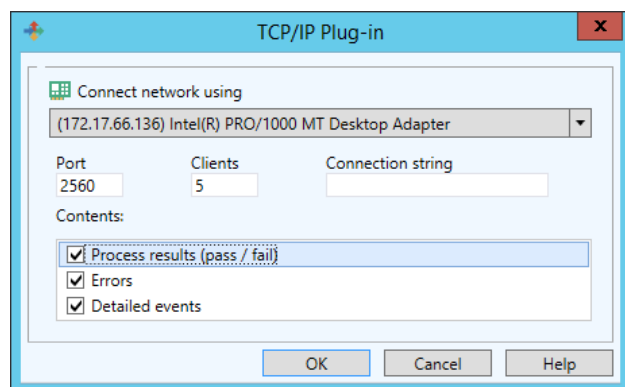 TCP/IP Plug-in
x
Connect network using
(172.17.66.136) Intel(R) PRO/1000 MT Desktop Adapter
Port Clients Connection string
2560 5
Contents:
Process results (pass / fail)
Errors
Detailed events
OK Cancel Help